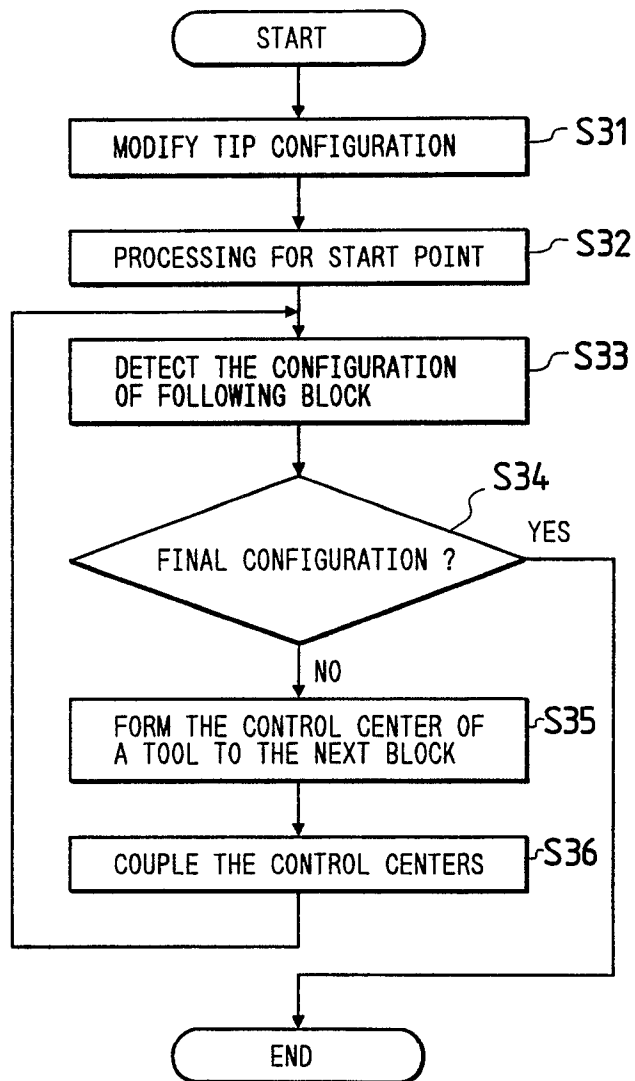 START
MODIFY TIP CONFIGURATION
S31
PROCESSING FOR START POINT
S32
DETECT THE CONFIGURATION
OF FOLLOWING BLOCK
S33
S34
FINAL CONFIGURATION ?
YES
NO
FORM THE CONTROL CENTER OF
A TOOL TO THE NEXT BLOCK
S35
COUPLE THE CONTROL CENTERS
S36
END